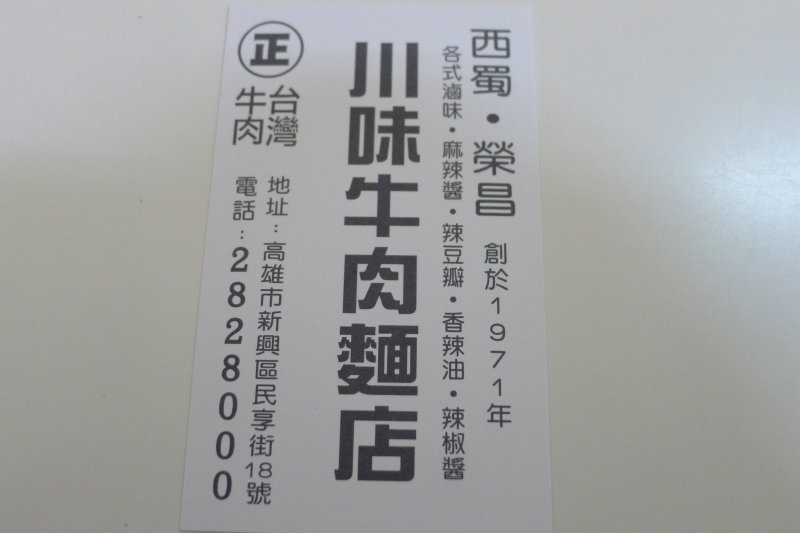 西蜀・榮昌 創於1971年
各式滷味・麻辣醬・辣豆瓣・香辣油・辣椒醬
川味牛肉麵店
正
台灣
牛肉
地址：高雄市新興區民享街18號
電話：2828000